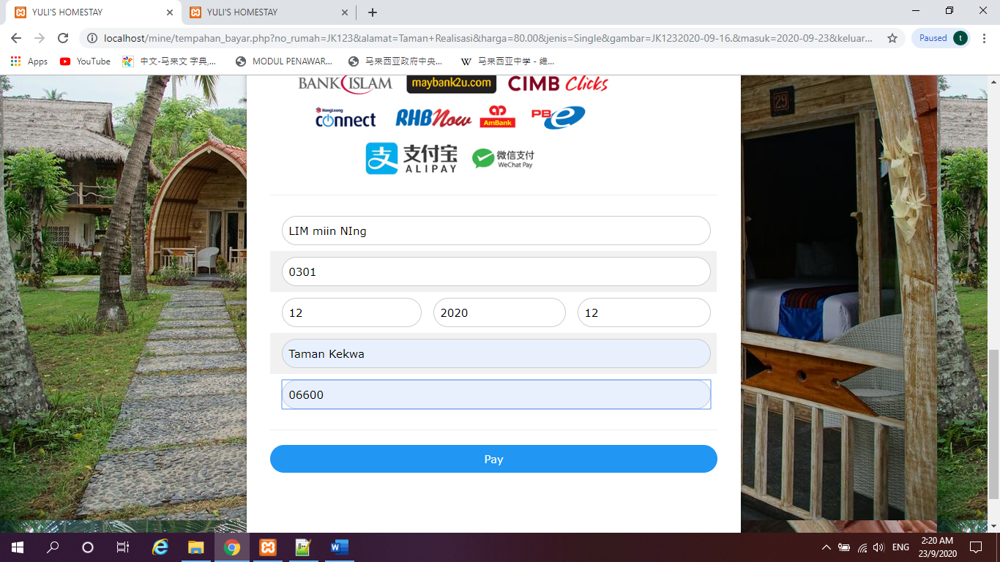 YULI'S HOMESTAY
YULI'S HOMESTAY
localhost/mine/tempahan_bayar.php?no_rumah=JK123&alamat=Taman+Realisasi&harga=80.00&jenis=Single&gambar=JK1232020-09-16.&masuk=2020-09-23&keluar...
Paused
t
Apps
YouTube
中文-马来文 字典,...
MODUL PENAWAR...
马来西亚政府中央...
W
马来西亚中学 - 维...
BANK ISLAM
maybank2u.com
CIMB Clicks
HongLeong
CONNECT
RHBNow
AmBank
PBe
支付宝
ALIPAY
微信支付
WeChat Pay
29
LIM miin NIng
0301
12
2020
12
Taman Kekwa
06600
Pay
ENG
2:20 AM
23/9/2020